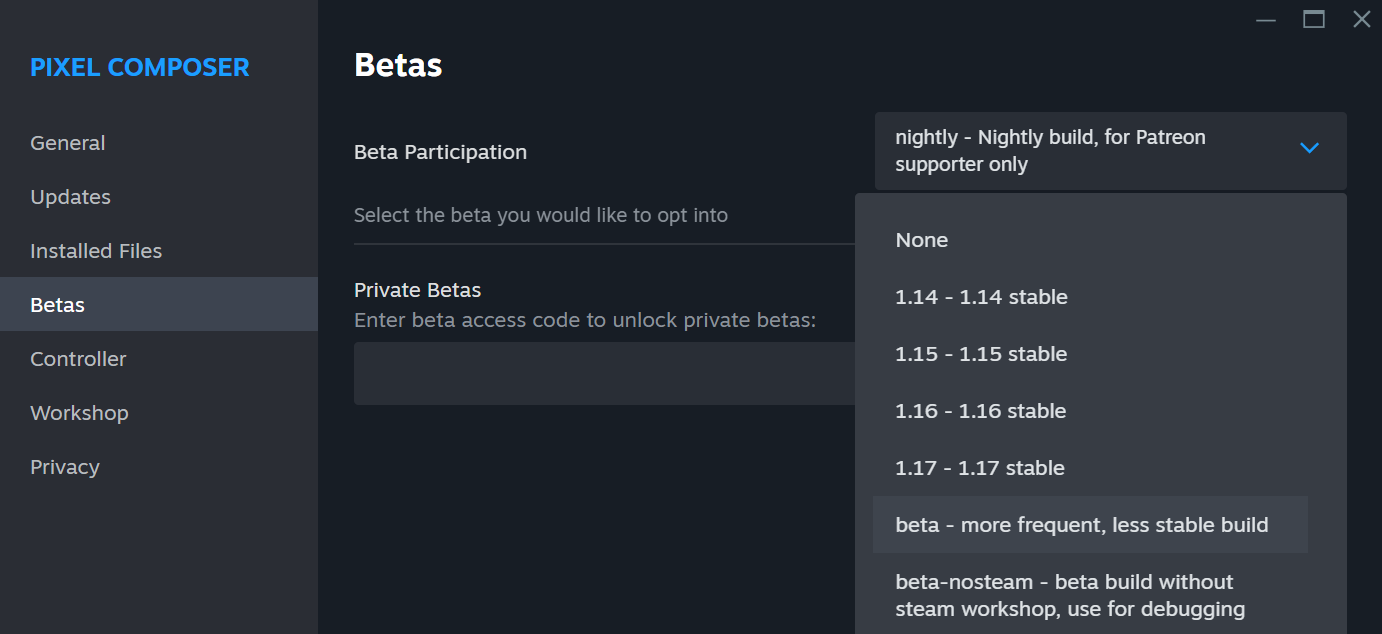 PIXEL COMPOSER
General
Updates
Installed Files
Betas
Controller
Workshop
Privacy
Betas
Beta Participation
nightly - Nightly build, for Patreon
supporter only
Select the beta you would like to opt into
Private Betas
Enter beta access code to unlock private betas:
None
1.14 - 1.14 stable
1.15 - 1.15 stable
1.16 - 1.16 stable
1.17 - 1.17 stable
beta - more frequent, less stable build
beta-nosteam - beta build without
steam workshop, use for debugging